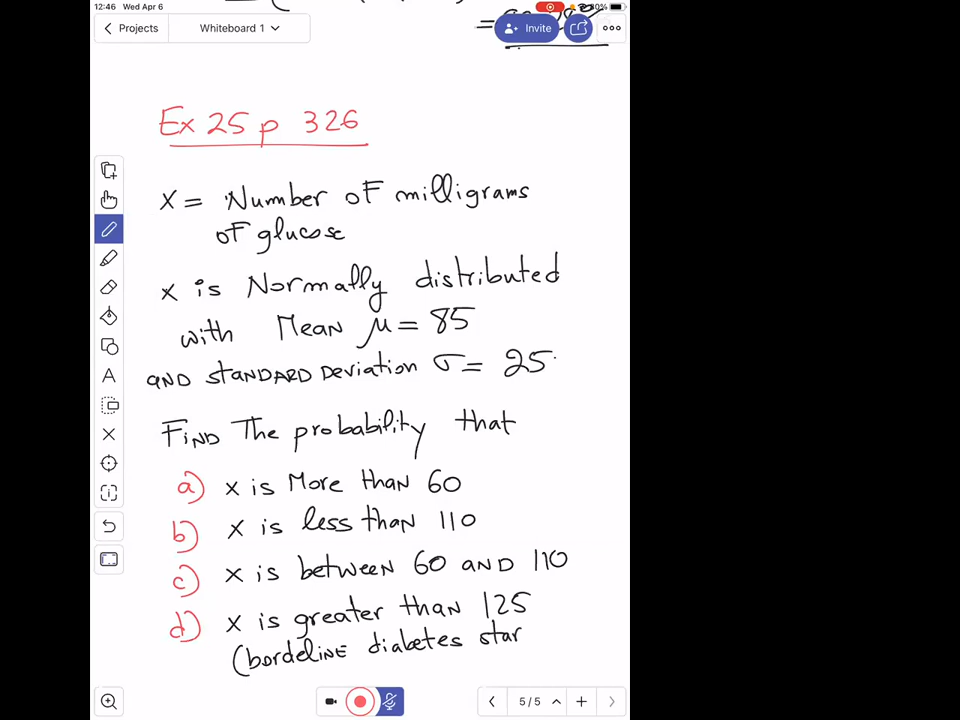 12:46 Wed Apr 6
80%
Projects
Whiteboard 1
Invite
Ex 25 p 326
x = Number of milligrams
of glucose
x is Normally distributed
with Mean μ = 85
AND STANDARD Deviation σ = 25
FIND The probability that
a) x is More than 60
b) x is less than 110
c) x is between 60 AND 110
d) x is greater than 125
(bordeline diabetes star
A
5/5